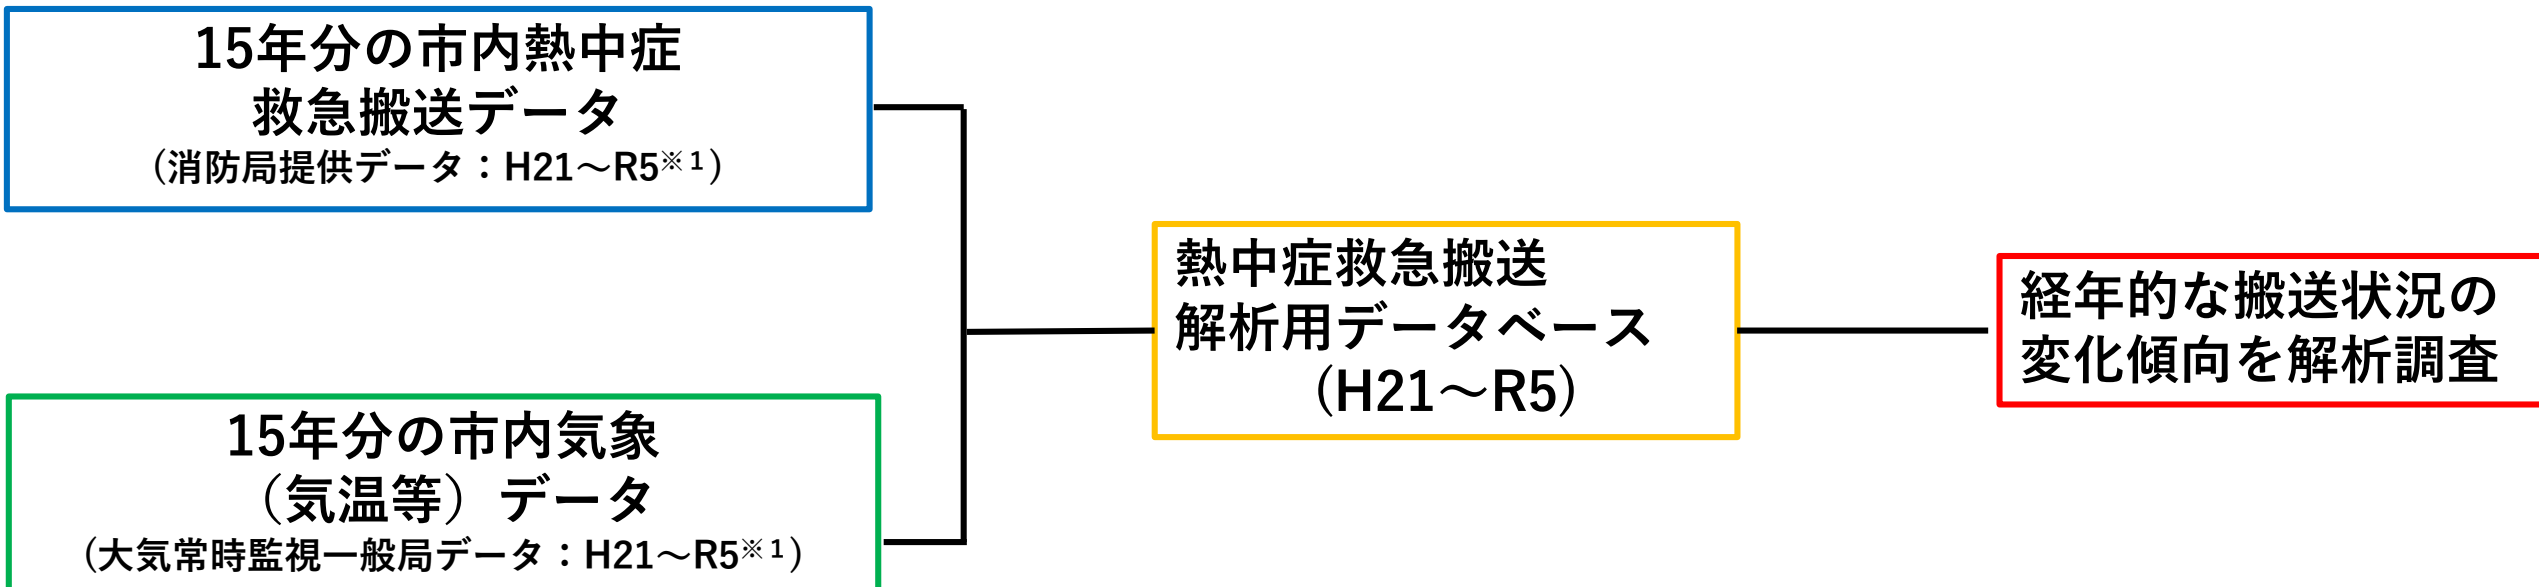 15年分の市内熱中症
救急搬送データ
（消防局提供データ：H21～R5※1）
15年分の市内気象
（気温等）データ
（大気常時監視一般局データ：H21～R5※1）
熱中症救急搬送
解析用データベース
（H21～R5）
経年的な搬送状況の
変化傾向を解析調査